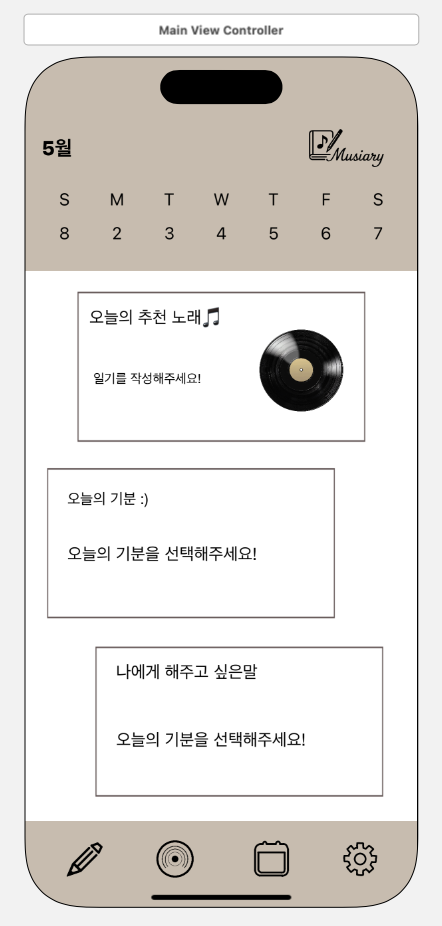 Main View Controller
5월
Musiary
S M T W T F S
8 2 3 4 5 6 7
오늘의 추천 노래🎵
일기를 작성해주세요!
오늘의 기분 :)
오늘의 기분을 선택해주세요!
나에게 해주고 싶은말
오늘의 기분을 선택해주세요!